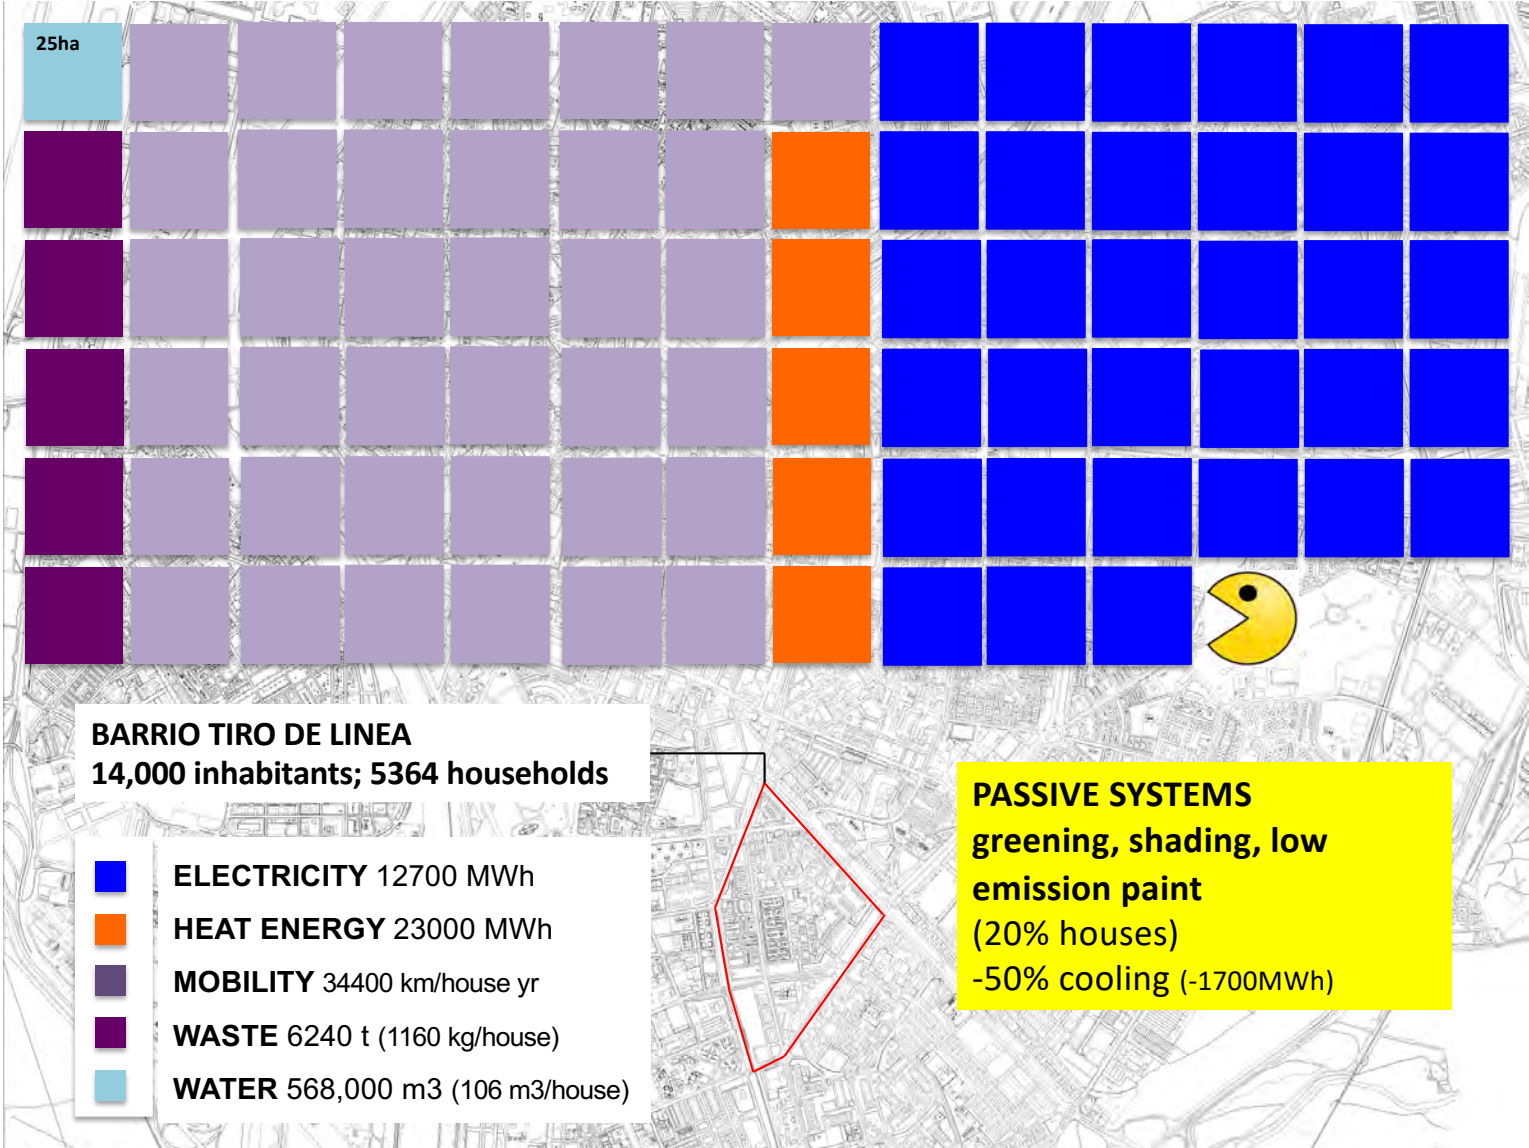 25ha
BARRIO TIRO DE LINEA
14,000 inhabitants; 5364 households
ELECTRICITY 12700 MWh
HEAT ENERGY 23000 MWh
MOBILITY 34400 km/house yr
WASTE 6240 t (1160 kg/house)
WATER 568,000 m3 (106 m3/house)
PASSIVE SYSTEMS
greening, shading, low
emission paint
(20% houses)
-50% cooling (-1700MWh)